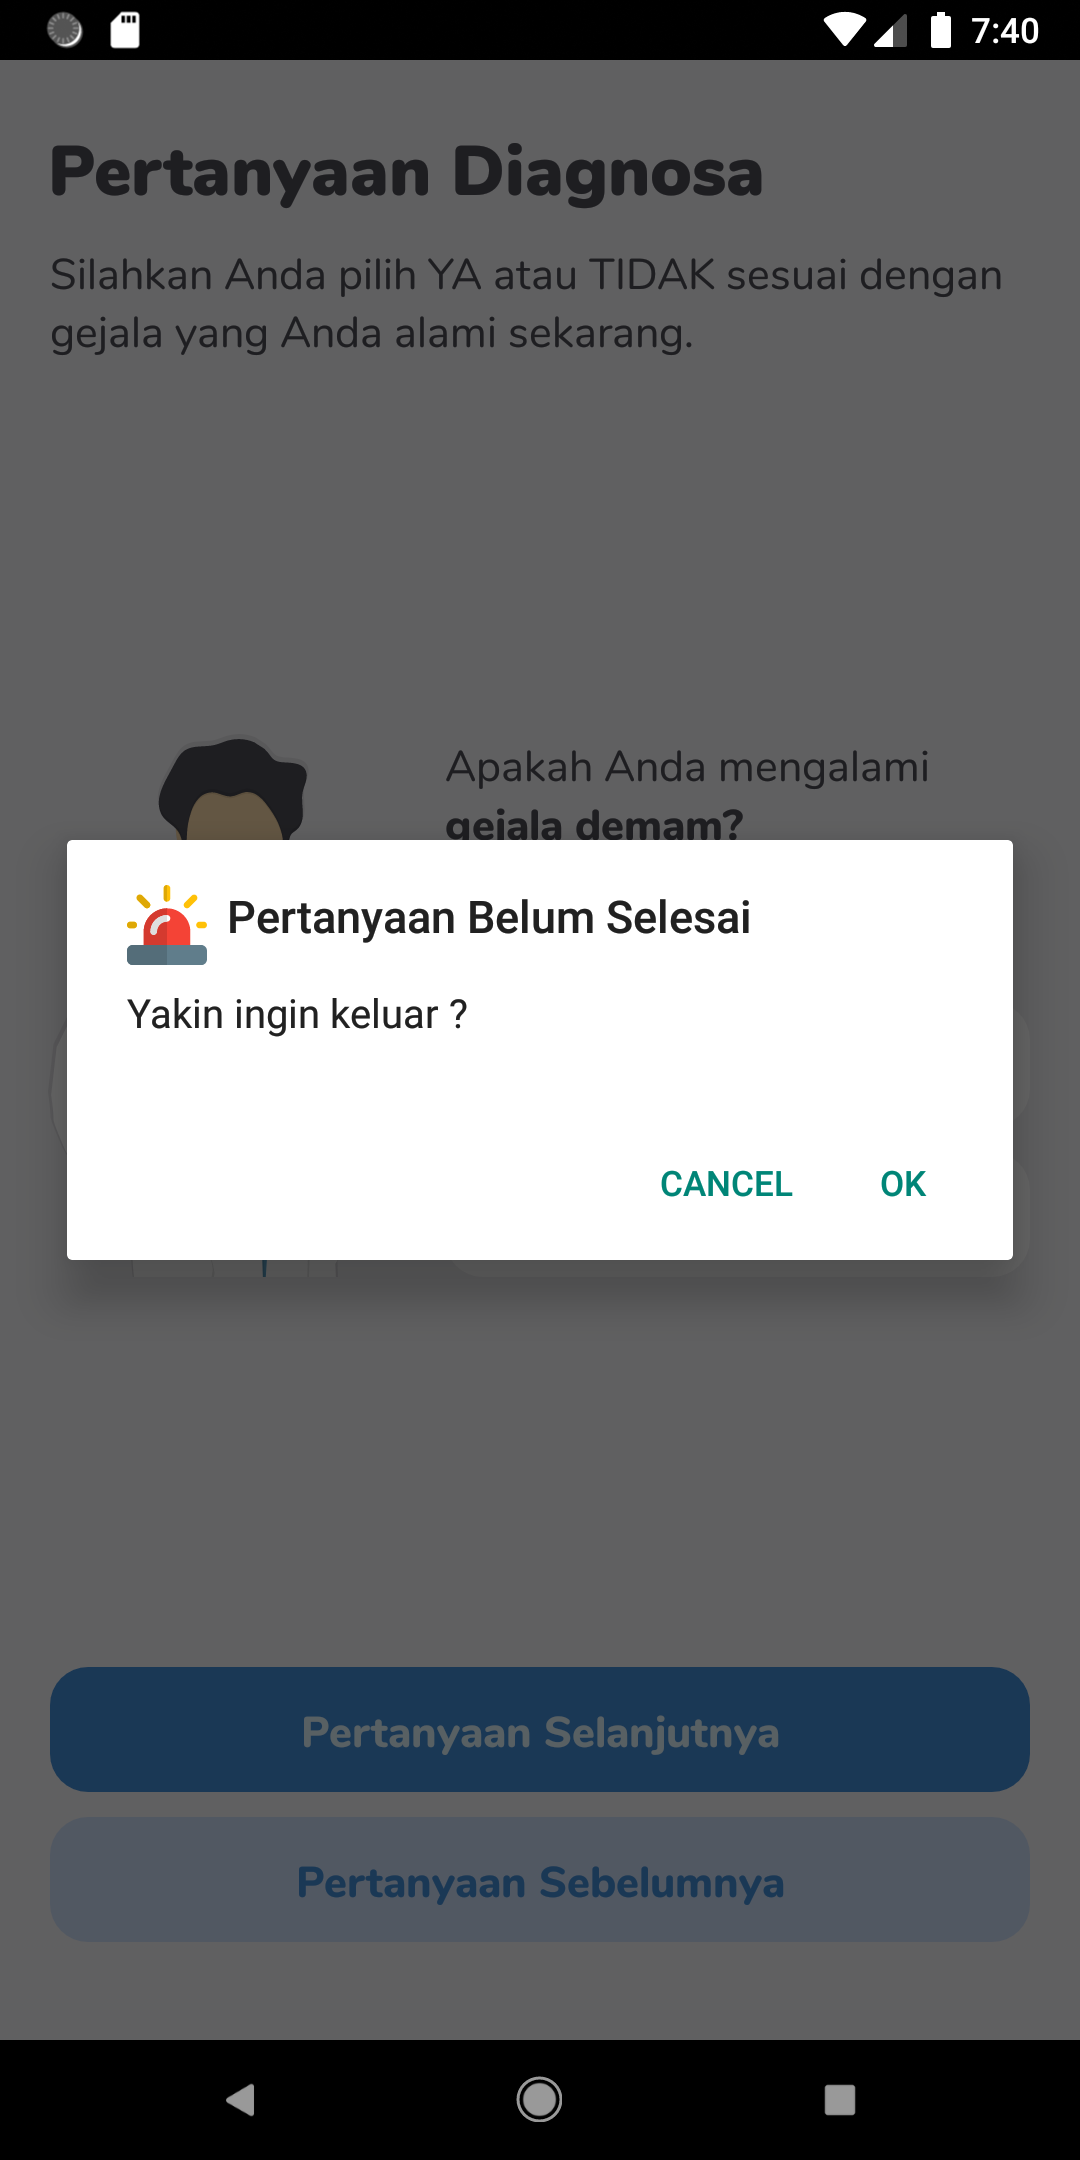 7:40
Pertanyaan Diagnosa
Silahkan Anda pilih YA atau TIDAK sesuai dengan
gejala yang Anda alami sekarang.
Apakah Anda mengalami
gejala demam?
Pertanyaan Belum Selesai
Yakin ingin keluar ?
CANCEL OK
Pertanyaan Selanjutnya
Pertanyaan Sebelumnya